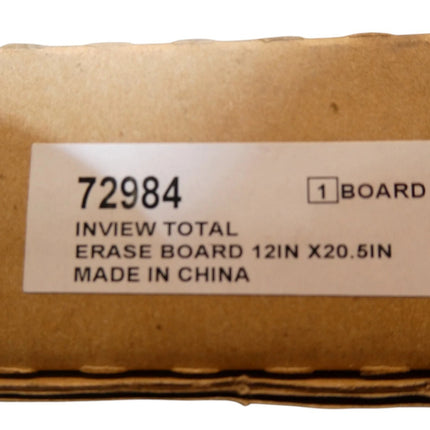 72984 1 BOARD
INVIEW TOTAL
ERASE BOARD 12IN X20.5IN
MADE IN CHINA